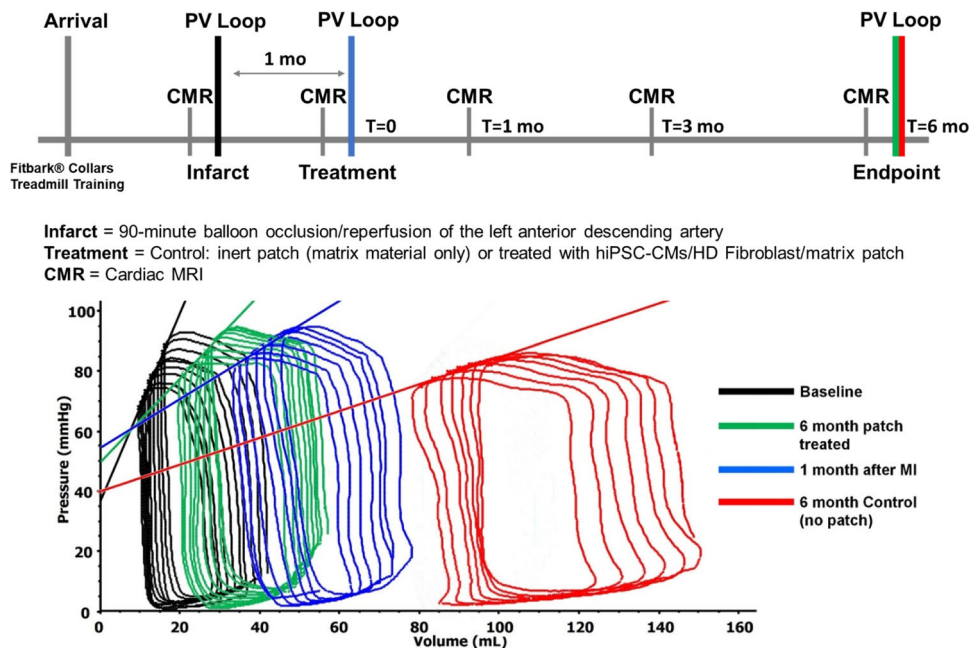 Arrival
PV Loop
PV Loop
PV Loop
1 mo
CMR
CMR
CMR
CMR
CMR
T=0
T=1 mo
T=3 mo
T=6 mo
Fitbark® Collars
Treadmill Training
Infarct
Treatment
Endpoint
Infarct = 90-minute balloon occlusion/reperfusion of the left anterior descending artery
Treatment = Control: inert patch (matrix material only) or treated with hiPSC-CMs/HD Fibroblast/matrix patch
CMR = Cardiac MRI
Pressure (mmHg)
100
80
60
40
20
0
0
20
40
60
80
100
120
140
160
Volume (mL)
Baseline
6 month patch
treated
1 month after MI
6 month Control
(no patch)